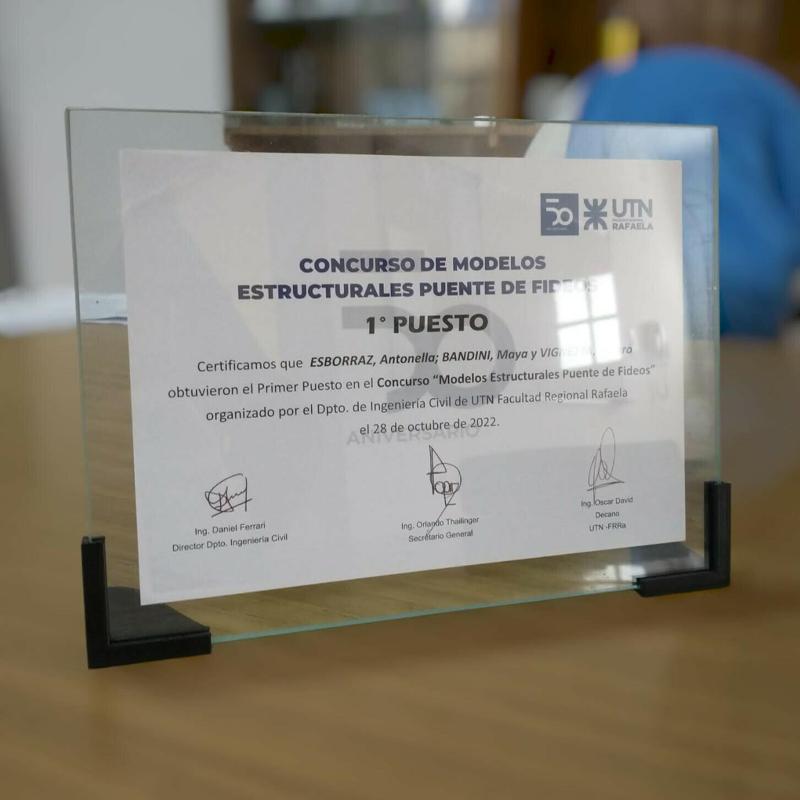 50
UTN
RAFAELA
CONCURSO DE MODELOS
ESTRUCTURALES PUENTE DE FIDEOS
1° PUESTO
Certificamos que ESBORRAZ, Antonella; BANDINI, Maya y
obtuvieron el Primer Puesto en el Concurso “Modelos Estructurales Puente de Fideos”
organizado por el Dpto. de Ingeniería Civil de UTN Facultad Regional Rafaela
el 28 de octubre de 2022.
ANIVERSARIO
Ing. Daniel Ferrari
Director Dpto. Ingeniería Civil
Ing. Orlando Thailinger
Secretario General
Ing. Oscar David
Decano
UTN -FRRa